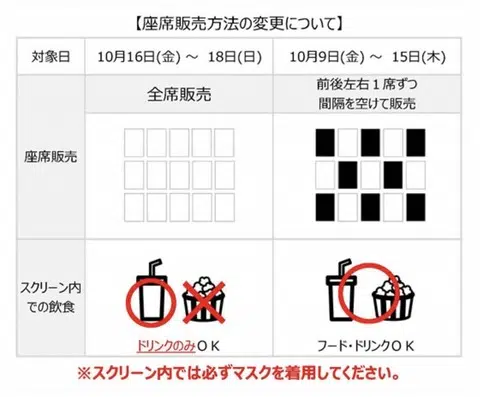 【座席販売方法の変更について】
対象日
10月16日(金) ～ 18日(日)
10月9日(金) ～ 15日(木)
座席販売
全席販売
前後左右１席ずつ
間隔を空けて販売
スクリーン内
での飲食
ドリンクのみＯＫ
フード・ドリンクＯＫ
※スクリーン内では必ずマスクを着用してください。